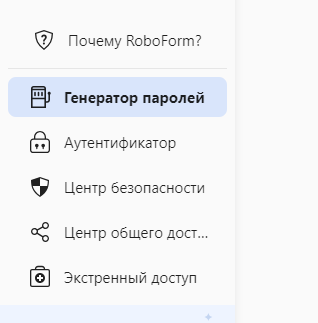 Почему RoboForm?
Генератор паролей
Аутентификатор
Центр безопасности
Центр общего дост...
Экстренный доступ